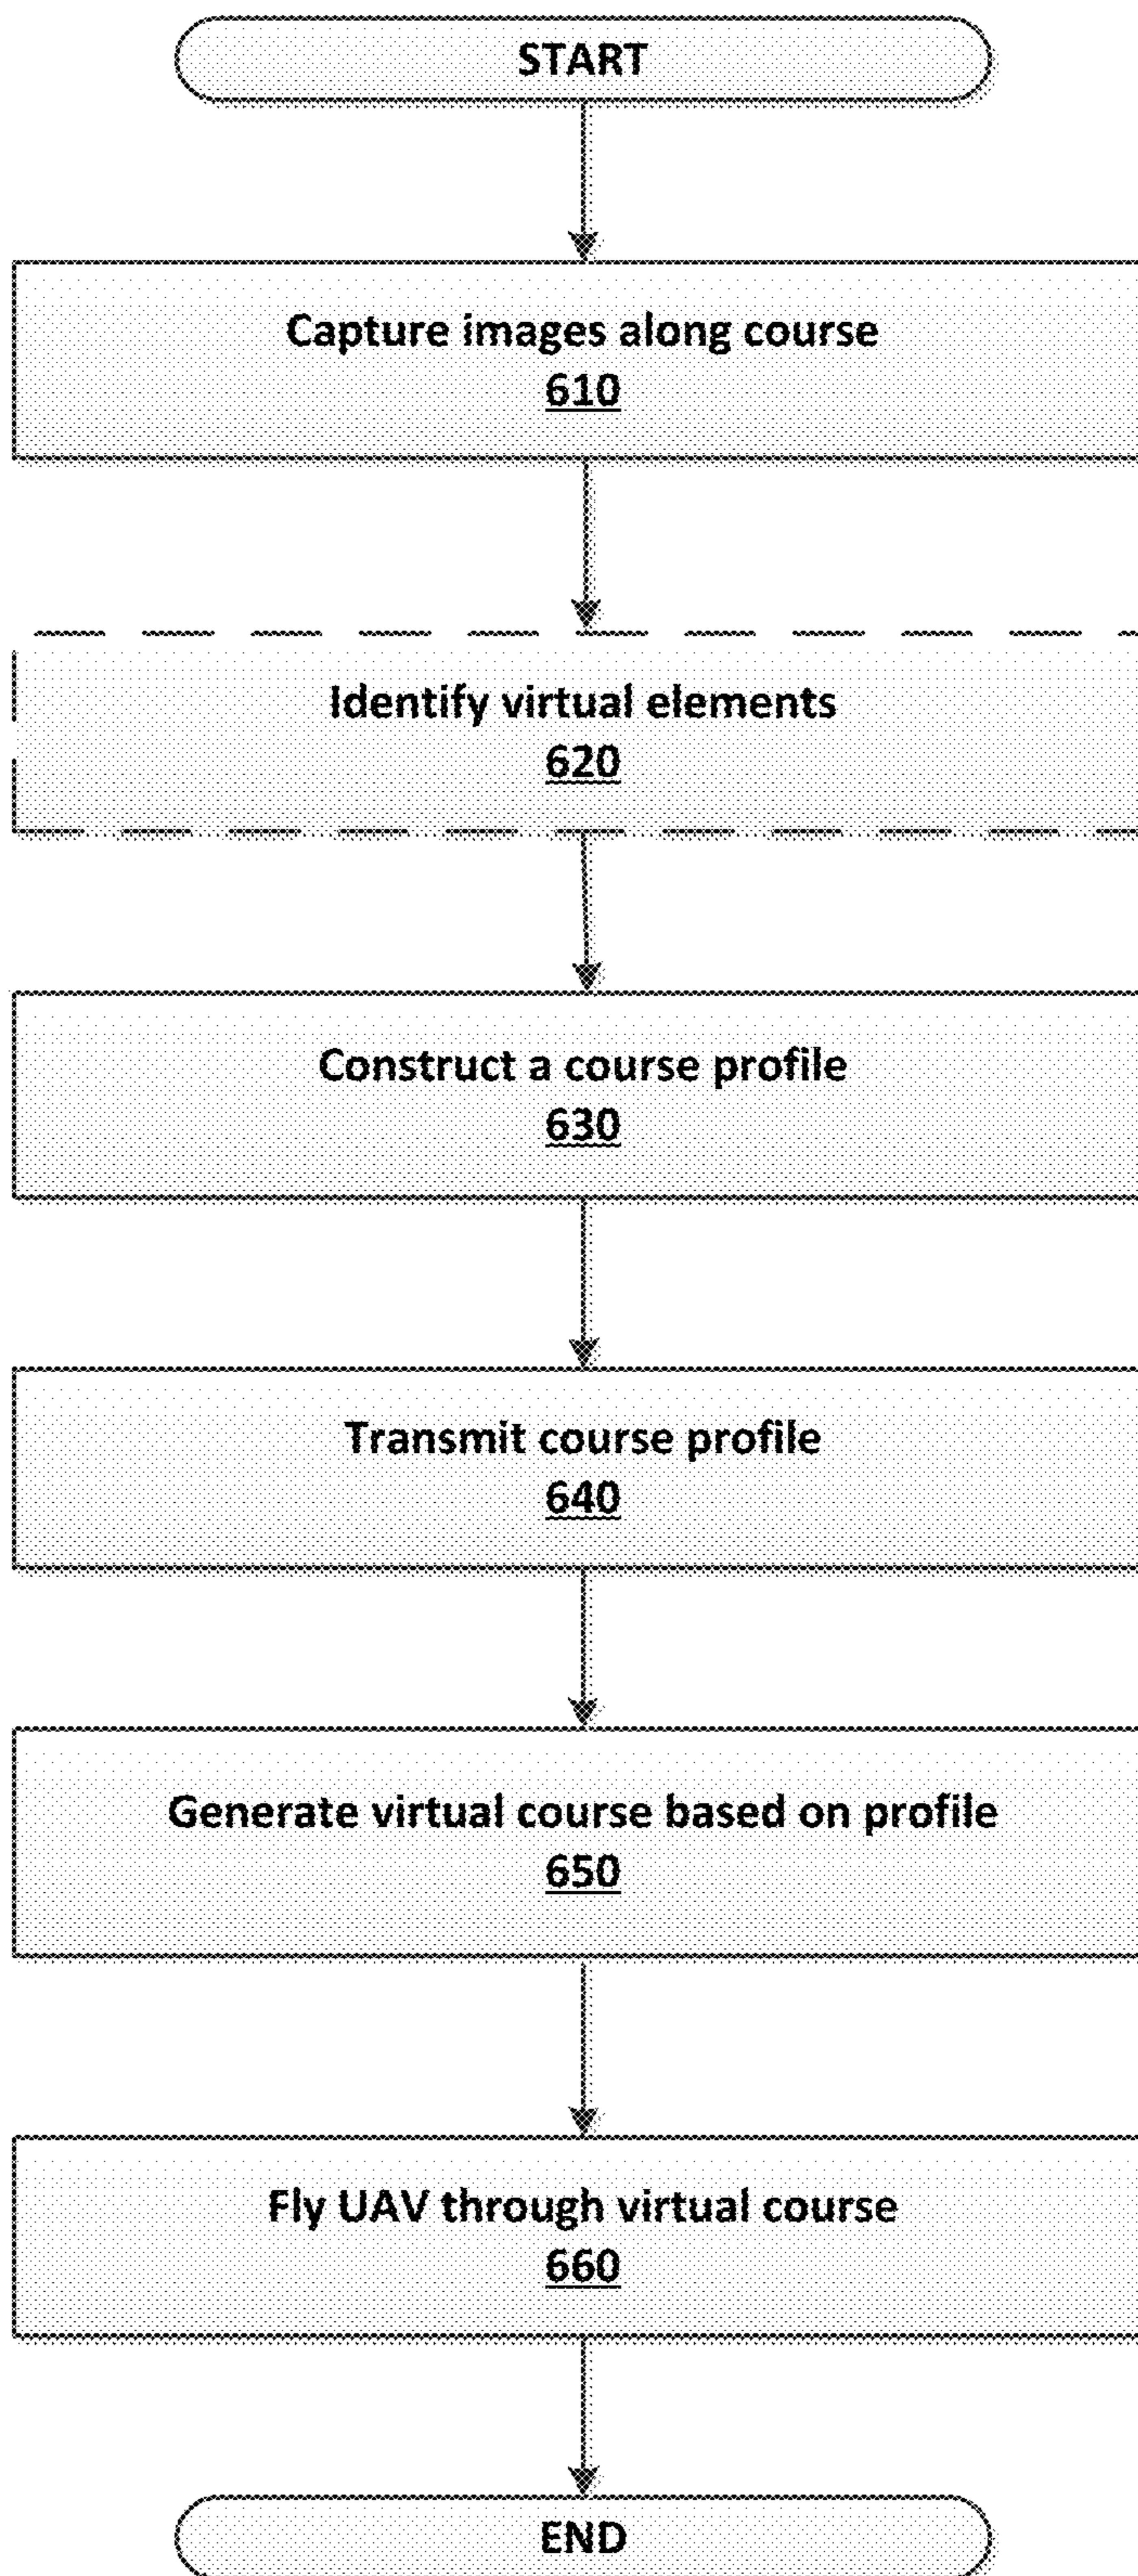 START
Capture images along course
610
Identify virtual elements
620
Construct a course profile
630
Transmit course profile
640
Generate virtual course based on profile
650
Fly UAV through virtual course
660
END